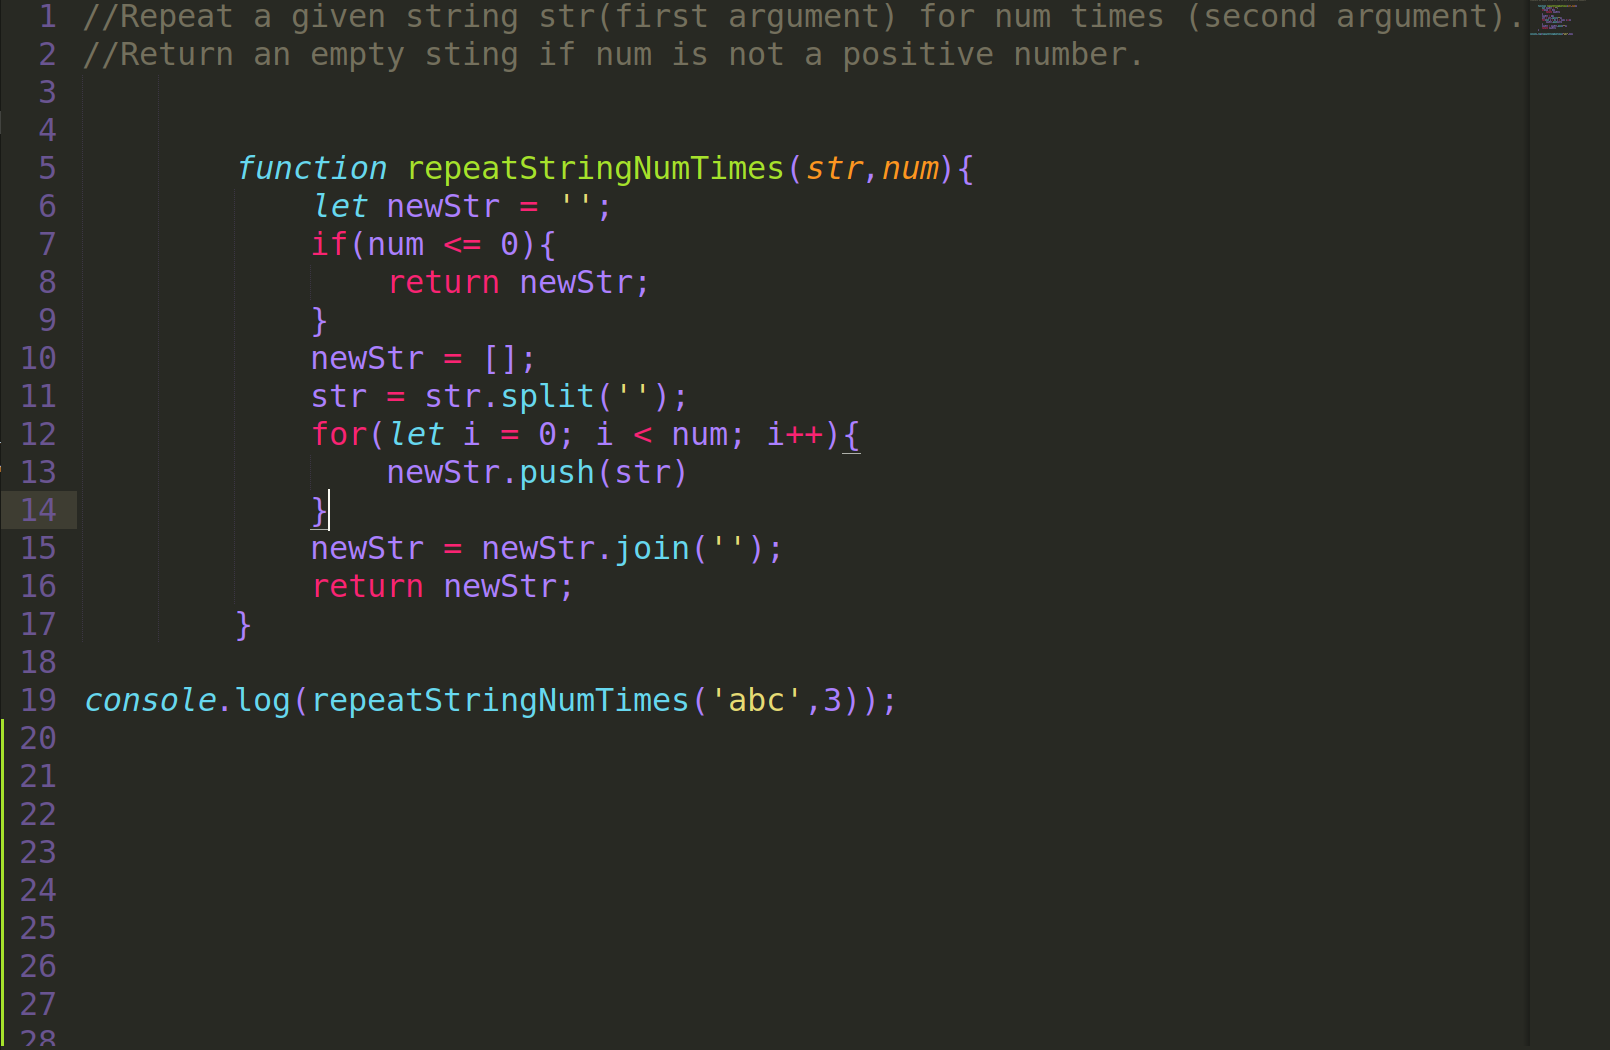 1 //Repeat a given string str(first argument) for num times (second argument).
2 //Return an empty sting if num is not a positive number.
3
4
5 function repeatStringNumTimes(str,num){
6 let newStr = '';
7 if(num <= 0){
8 return newStr;
9 }
10 newStr = [];
11 str = str.split('');
12 for(let i = 0; i < num; i++){
13 newStr.push(str)
14 }
15 newStr = newStr.join('');
16 return newStr;
17 }
18
19 console.log(repeatStringNumTimes('abc',3));
20
21
22
23
24
25
26
27
28